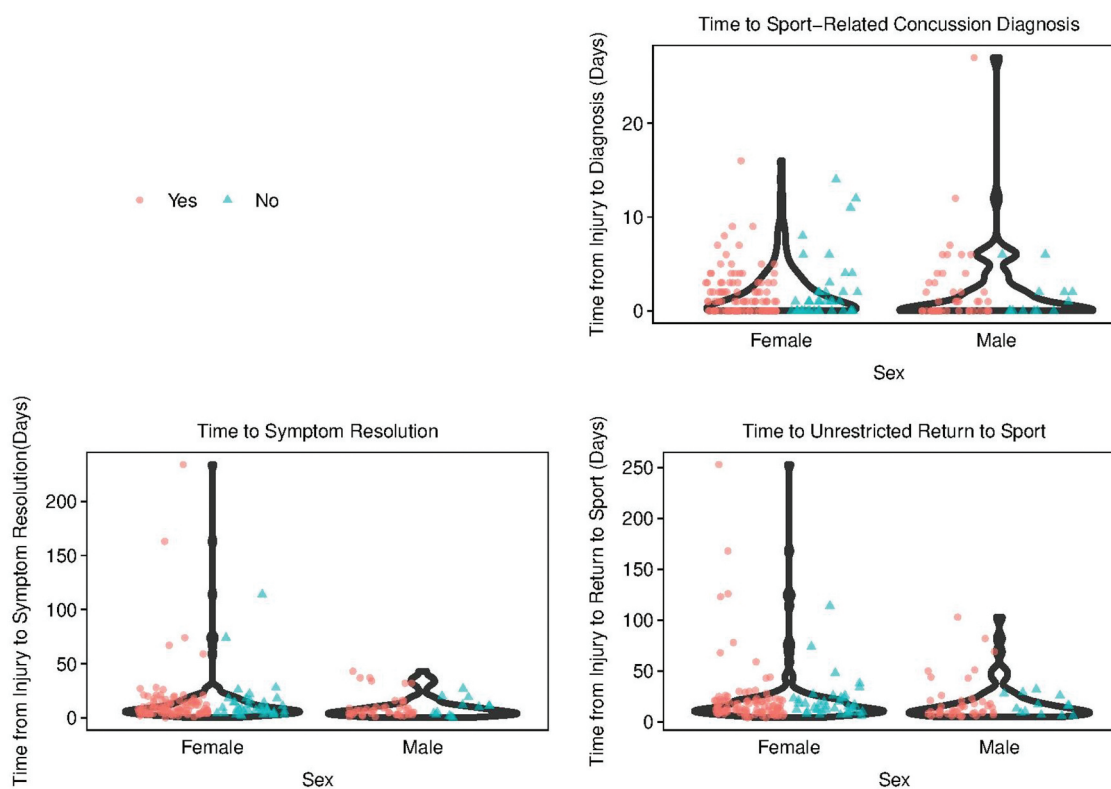 Yes No
Time to Sport-Related Concussion Diagnosis
Time from Injury to Diagnosis (Days)
20
10
0
Female Male
Sex
Time to Symptom Resolution
Time from Injury to Symptom Resolution(Days)
200
150
100
50
0
Female Male
Sex
Time to Unrestricted Return to Sport
Time from Injury to Return to Sport (Days)
250
200
150
100
50
0
Female Male
Sex